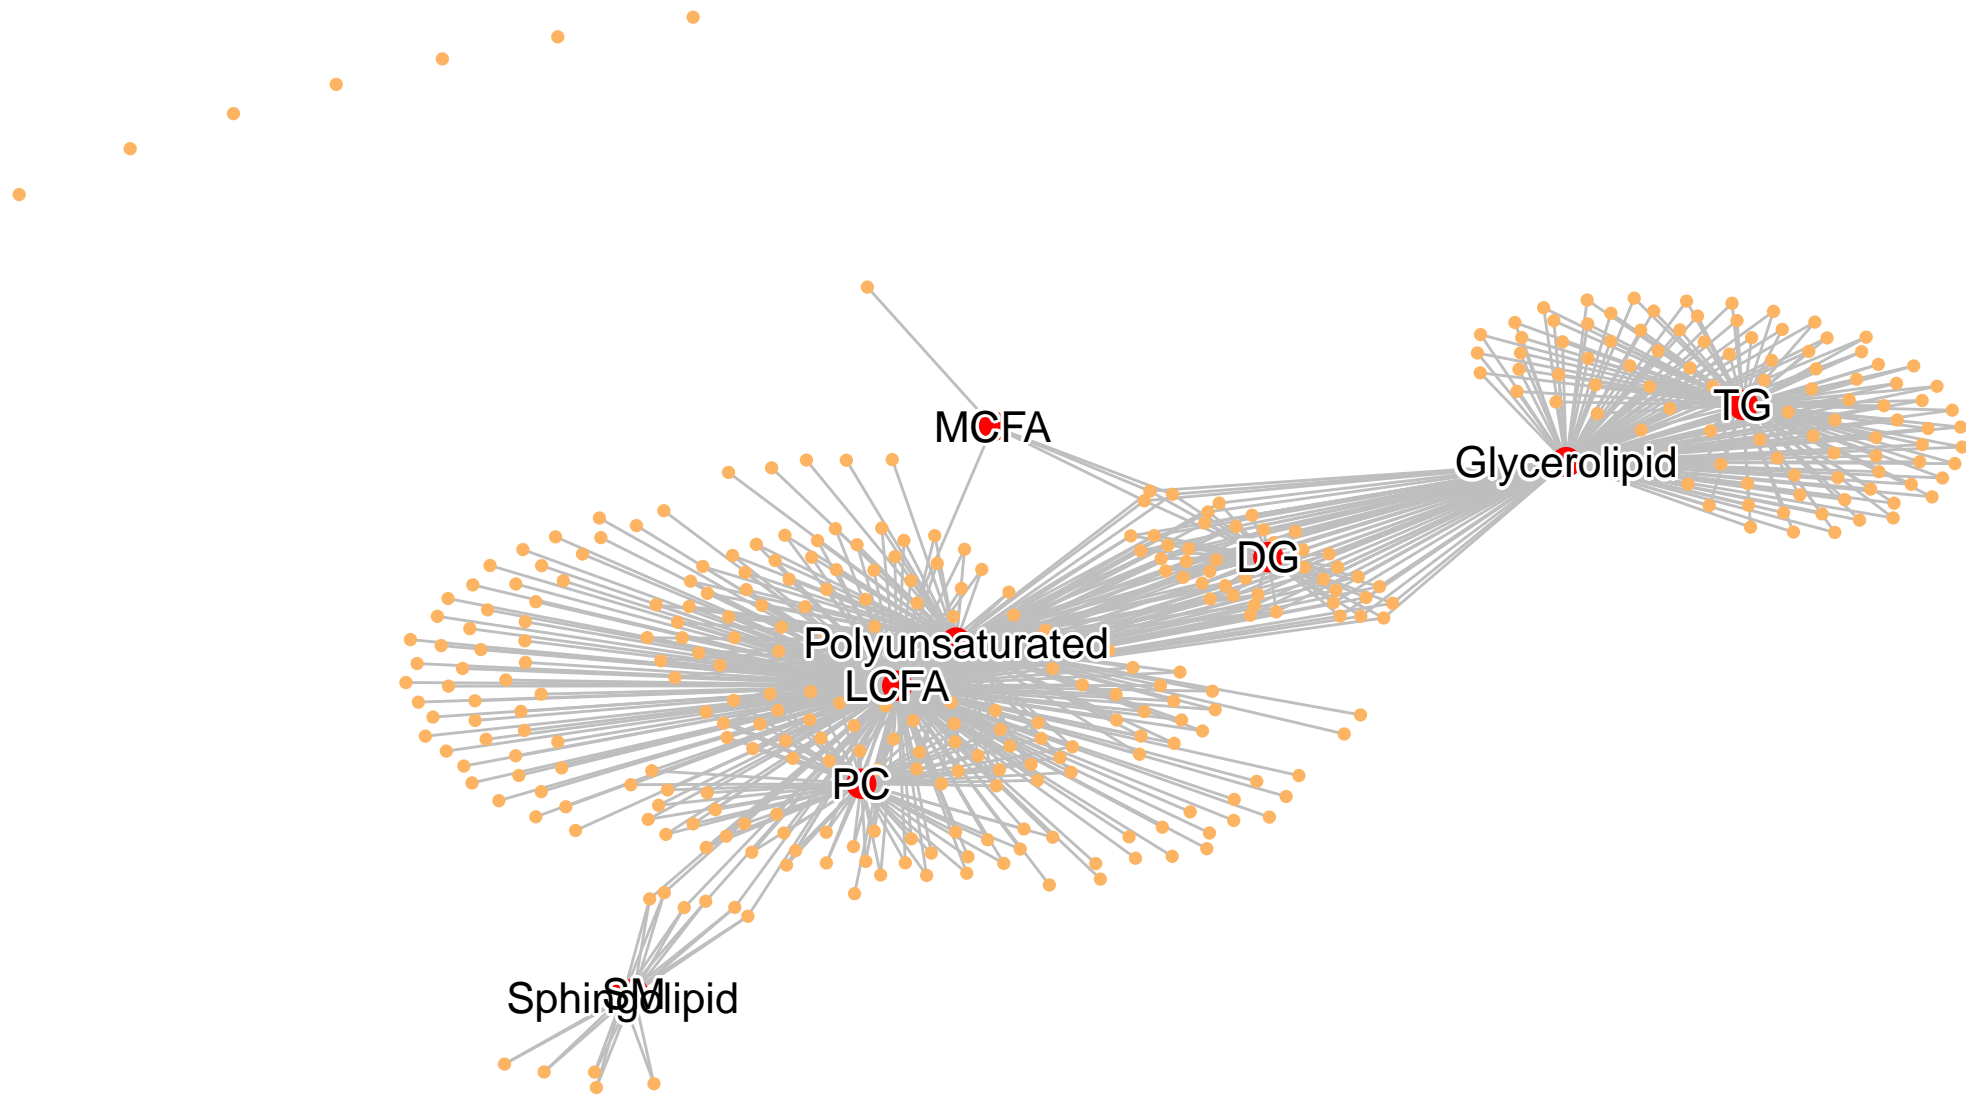 TG
MCFA
Glycerolipid
DG
Polyunsaturated
LCFA
PC
SM
Sphingolipid